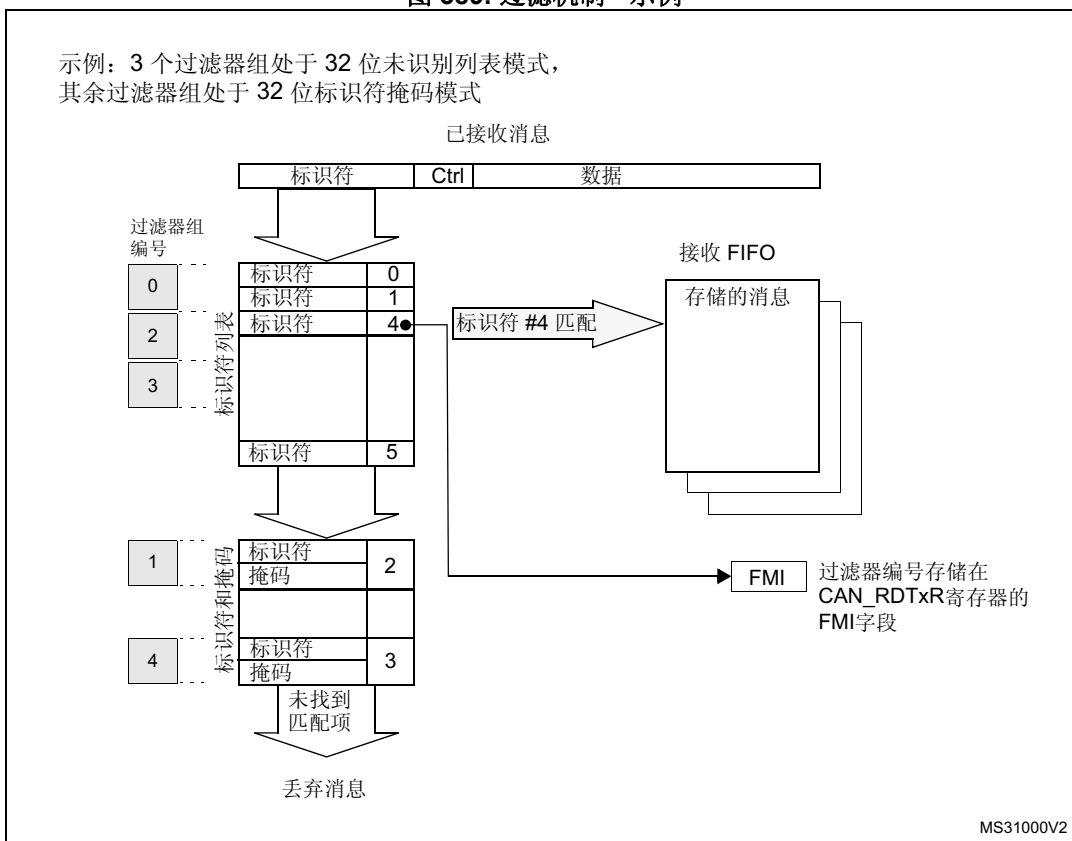 示例：3 个过滤器组处于 32 位未识别列表模式，
其余过滤器组处于 32 位标识符掩码模式
已接收消息
标识符 Ctrl 数据
过滤器组
编号
0
2
3
标识符列表
标识符 0
标识符 1
标识符 4
标识符 5
标识符 #4 匹配
接收 FIFO
存储的消息
1
4
标识符和掩码
标识符
掩码
2
标识符
掩码
3
FMI
过滤器编号存储在
CAN_RDTxR寄存器的
FMI字段
未找到
匹配项
丢弃消息
MS31000V2